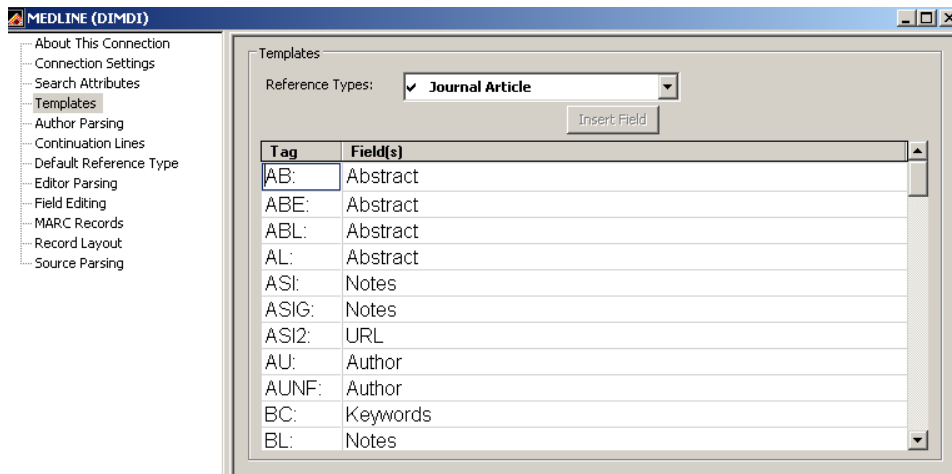 MEDLINE (DIMDI)
About This Connection
Connection Settings
Search Attributes
Templates
Author Parsing
Continuation Lines
Default Reference Type
Editor Parsing
Field Editing
MARC Records
Record Layout
Source Parsing
Templates
Reference Types: Journal Article
Insert Field
Tag Field(s)
AB: Abstract
ABE: Abstract
ABL: Abstract
AL: Abstract
ASI: Notes
ASIG: Notes
ASI2: URL
AU: Author
AUNF: Author
BC: Keywords
BL: Notes